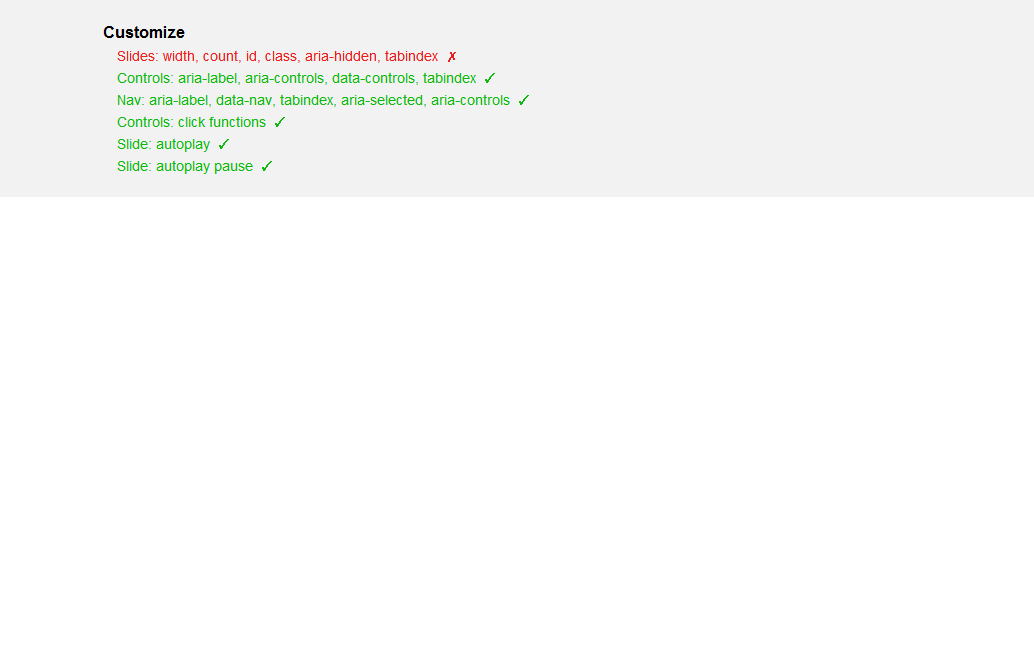 Customize
Slides: width, count, id, class, aria-hidden, tabindex ✗
Controls: aria-label, aria-controls, data-controls, tabindex ✓
Nav: aria-label, data-nav, tabindex, aria-selected, aria-controls ✓
Controls: click functions ✓
Slide: autoplay ✓
Slide: autoplay pause ✓